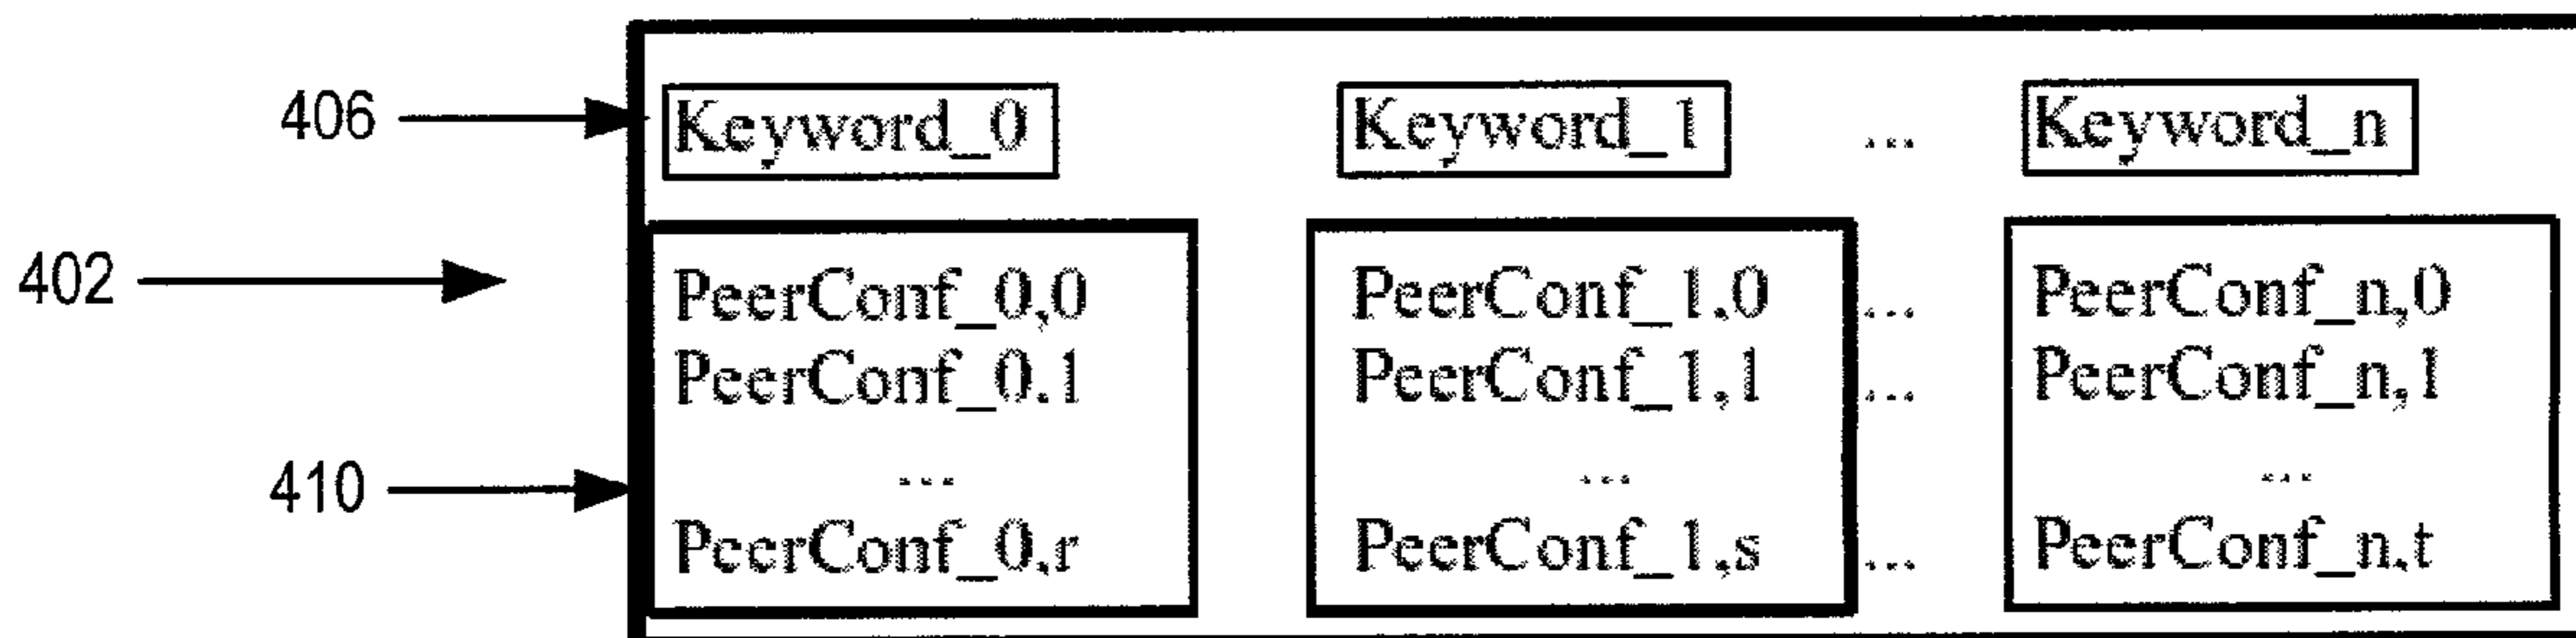 406 Keyword_0 Keyword_1 ... Keyword_n
402 PeerConf_0,0 PeerConf_1,0 ... PeerConf_n,0
PeerConf_0,1 PeerConf_1,1 ... PeerConf_n,1
410 ... ... ...
PeerConf_0,r PeerConf_1,s ... PeerConf_n,t